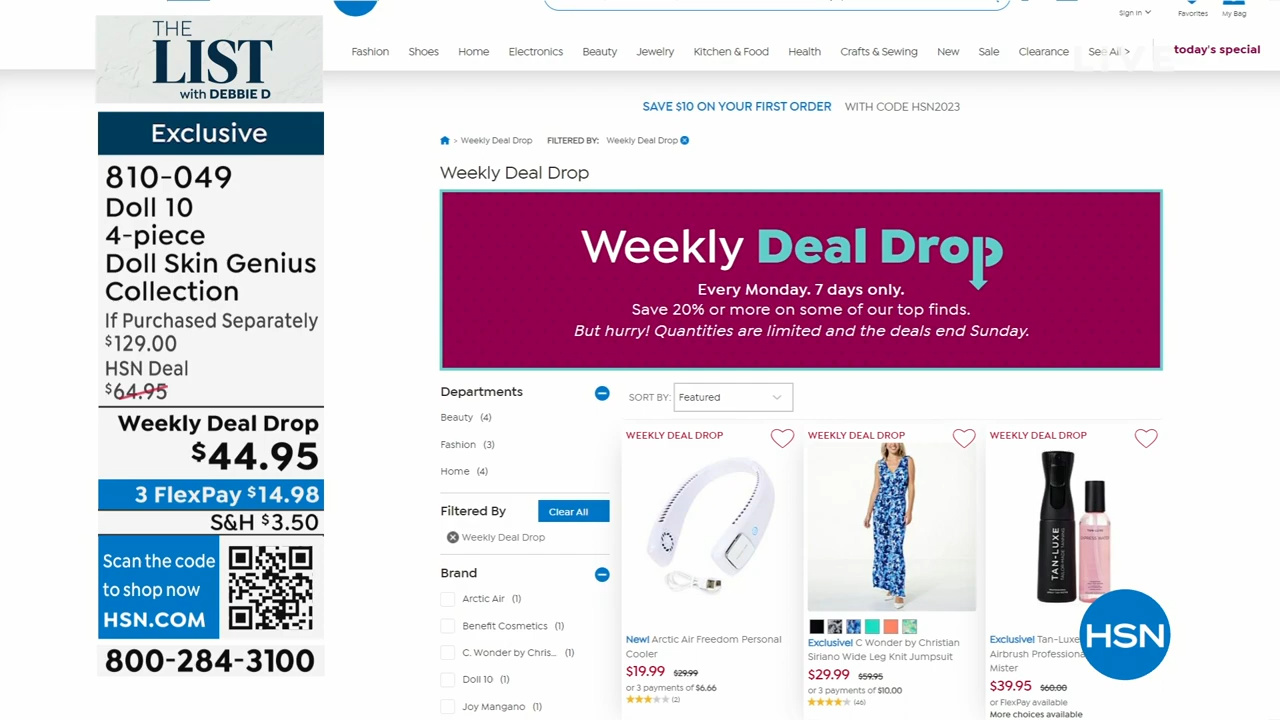 THE
LIST
with DEBBIE D
Exclusive
810-049
Doll 10
4-piece
Doll Skin Genius
Collection
If Purchased Separately
$129.00
HSN Deal
$64.95
Weekly Deal Drop
$44.95
3 FlexPay $14.98
S&H $3.50
Scan the code
to shop now
HSN.COM
800-284-3100
Sign In
Favorites
My Bag
Fashion Shoes Home Electronics Beauty Jewelry Kitchen & Food Health Crafts & Sewing New Sale Clearance See All > today's special
LIVE
SAVE $10 ON YOUR FIRST ORDER WITH CODE HSN2023
> Weekly Deal Drop FILTERED BY: Weekly Deal Drop
Weekly Deal Drop
Weekly Deal Drop
Every Monday. 7 days only.
Save 20% or more on some of our top finds.
But hurry! Quantities are limited and the deals end Sunday.
Departments
Beauty (4)
Fashion (3)
Home (4)
Filtered By Clear All
Weekly Deal Drop
Brand
Arctic Air (1)
Benefit Cosmetics (1)
C. Wonder by Chris... (1)
Doll 10 (1)
Joy Mangano (1)
SORT BY: Featured
WEEKLY DEAL DROP
New! Arctic Air Freedom Personal
Cooler
$19.99 $29.99
or 3 payments of $6.66
(2)
WEEKLY DEAL DROP
Exclusive! C Wonder by Christian
Siriano Wide Leg Knit Jumpsuit
$29.99 $59.95
or 3 payments of $10.00
(46)
WEEKLY DEAL DROP
TAN-LUXE
Exclusive! Tan-Luxe
Airbrush Professiona
Mister
$39.95 $60.00
or FlexPay available
More choices available
HSN